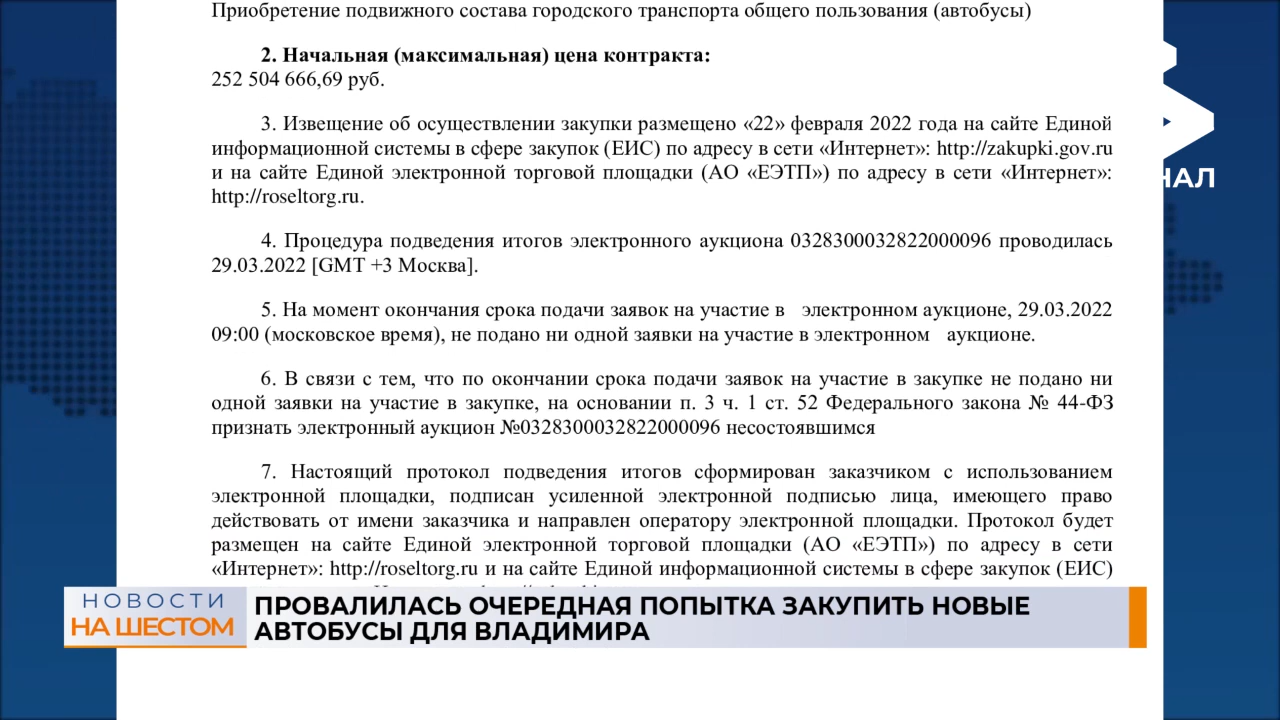 Приобретение подвижного состава городского транспорта общего пользования (автобусы)
2. Начальная (максимальная) цена контракта:
252 504 666,69 руб.
3. Извещение об осуществлении закупки размещено «22» февраля 2022 года на сайте Единой
информационной системы в сфере закупок (ЕИС) по адресу в сети «Интернет»: http://zakupki.gov.ru
и на сайте Единой электронной торговой площадки (АО «ЕЭТП») по адресу в сети «Интернет»:
http://roseltorg.ru.
4. Процедура подведения итогов электронного аукциона 0328300032822000096 проводилась
29.03.2022 [GMT +3 Москва].
5. На момент окончания срока подачи заявок на участие в электронном аукционе, 29.03.2022
09:00 (московское время), не подано ни одной заявки на участие в электронном аукционе.
6. В связи с тем, что по окончании срока подачи заявок на участие в закупке не подано ни
одной заявки на участие в закупке, на основании п. 3 ч. 1 ст. 52 Федерального закона № 44-ФЗ
признать электронный аукцион №0328300032822000096 несостоявшимся
7. Настоящий протокол подведения итогов сформирован заказчиком с использованием
электронной площадки, подписан усиленной электронной подписью лица, имеющего право
действовать от имени заказчика и направлен оператору электронной площадки. Протокол будет
размещен на сайте Единой электронной торговой площадки (АО «ЕЭТП») по адресу в сети
«Интернет»: http://roseltorg.ru и на сайте Единой информационной системы в сфере закупок (ЕИС)
НАЛ
НОВОСТИ
НА ШЕСТОМ
ПРОВАЛИЛАСЬ ОЧЕРЕДНАЯ ПОПЫТКА ЗАКУПИТЬ НОВЫЕ
АВТОБУСЫ ДЛЯ ВЛАДИМИРА